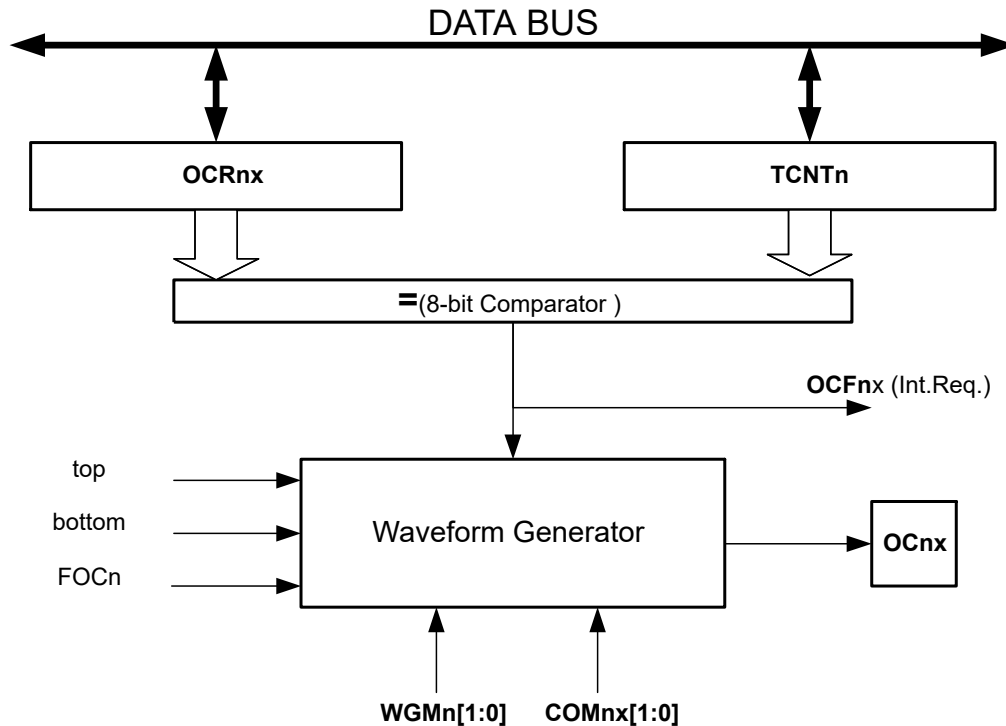 DATA BUS
OCRnx
TCNTn
=(8-bit Comparator )
OCFnx (Int.Req.)
top
bottom
FOCn
Waveform Generator
OCnx
WGMn[1:0]
COMnx[1:0]